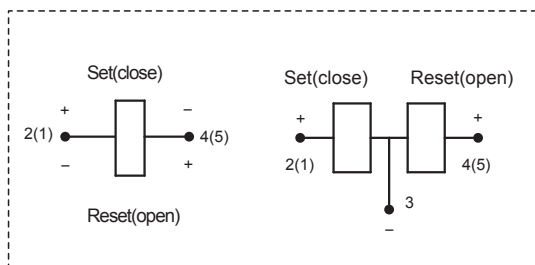 Set(close)
+ –
2(1) 4(5)
– +
Reset(open)
Set(close) Reset(open)
+ +
2(1) 4(5)
3
–